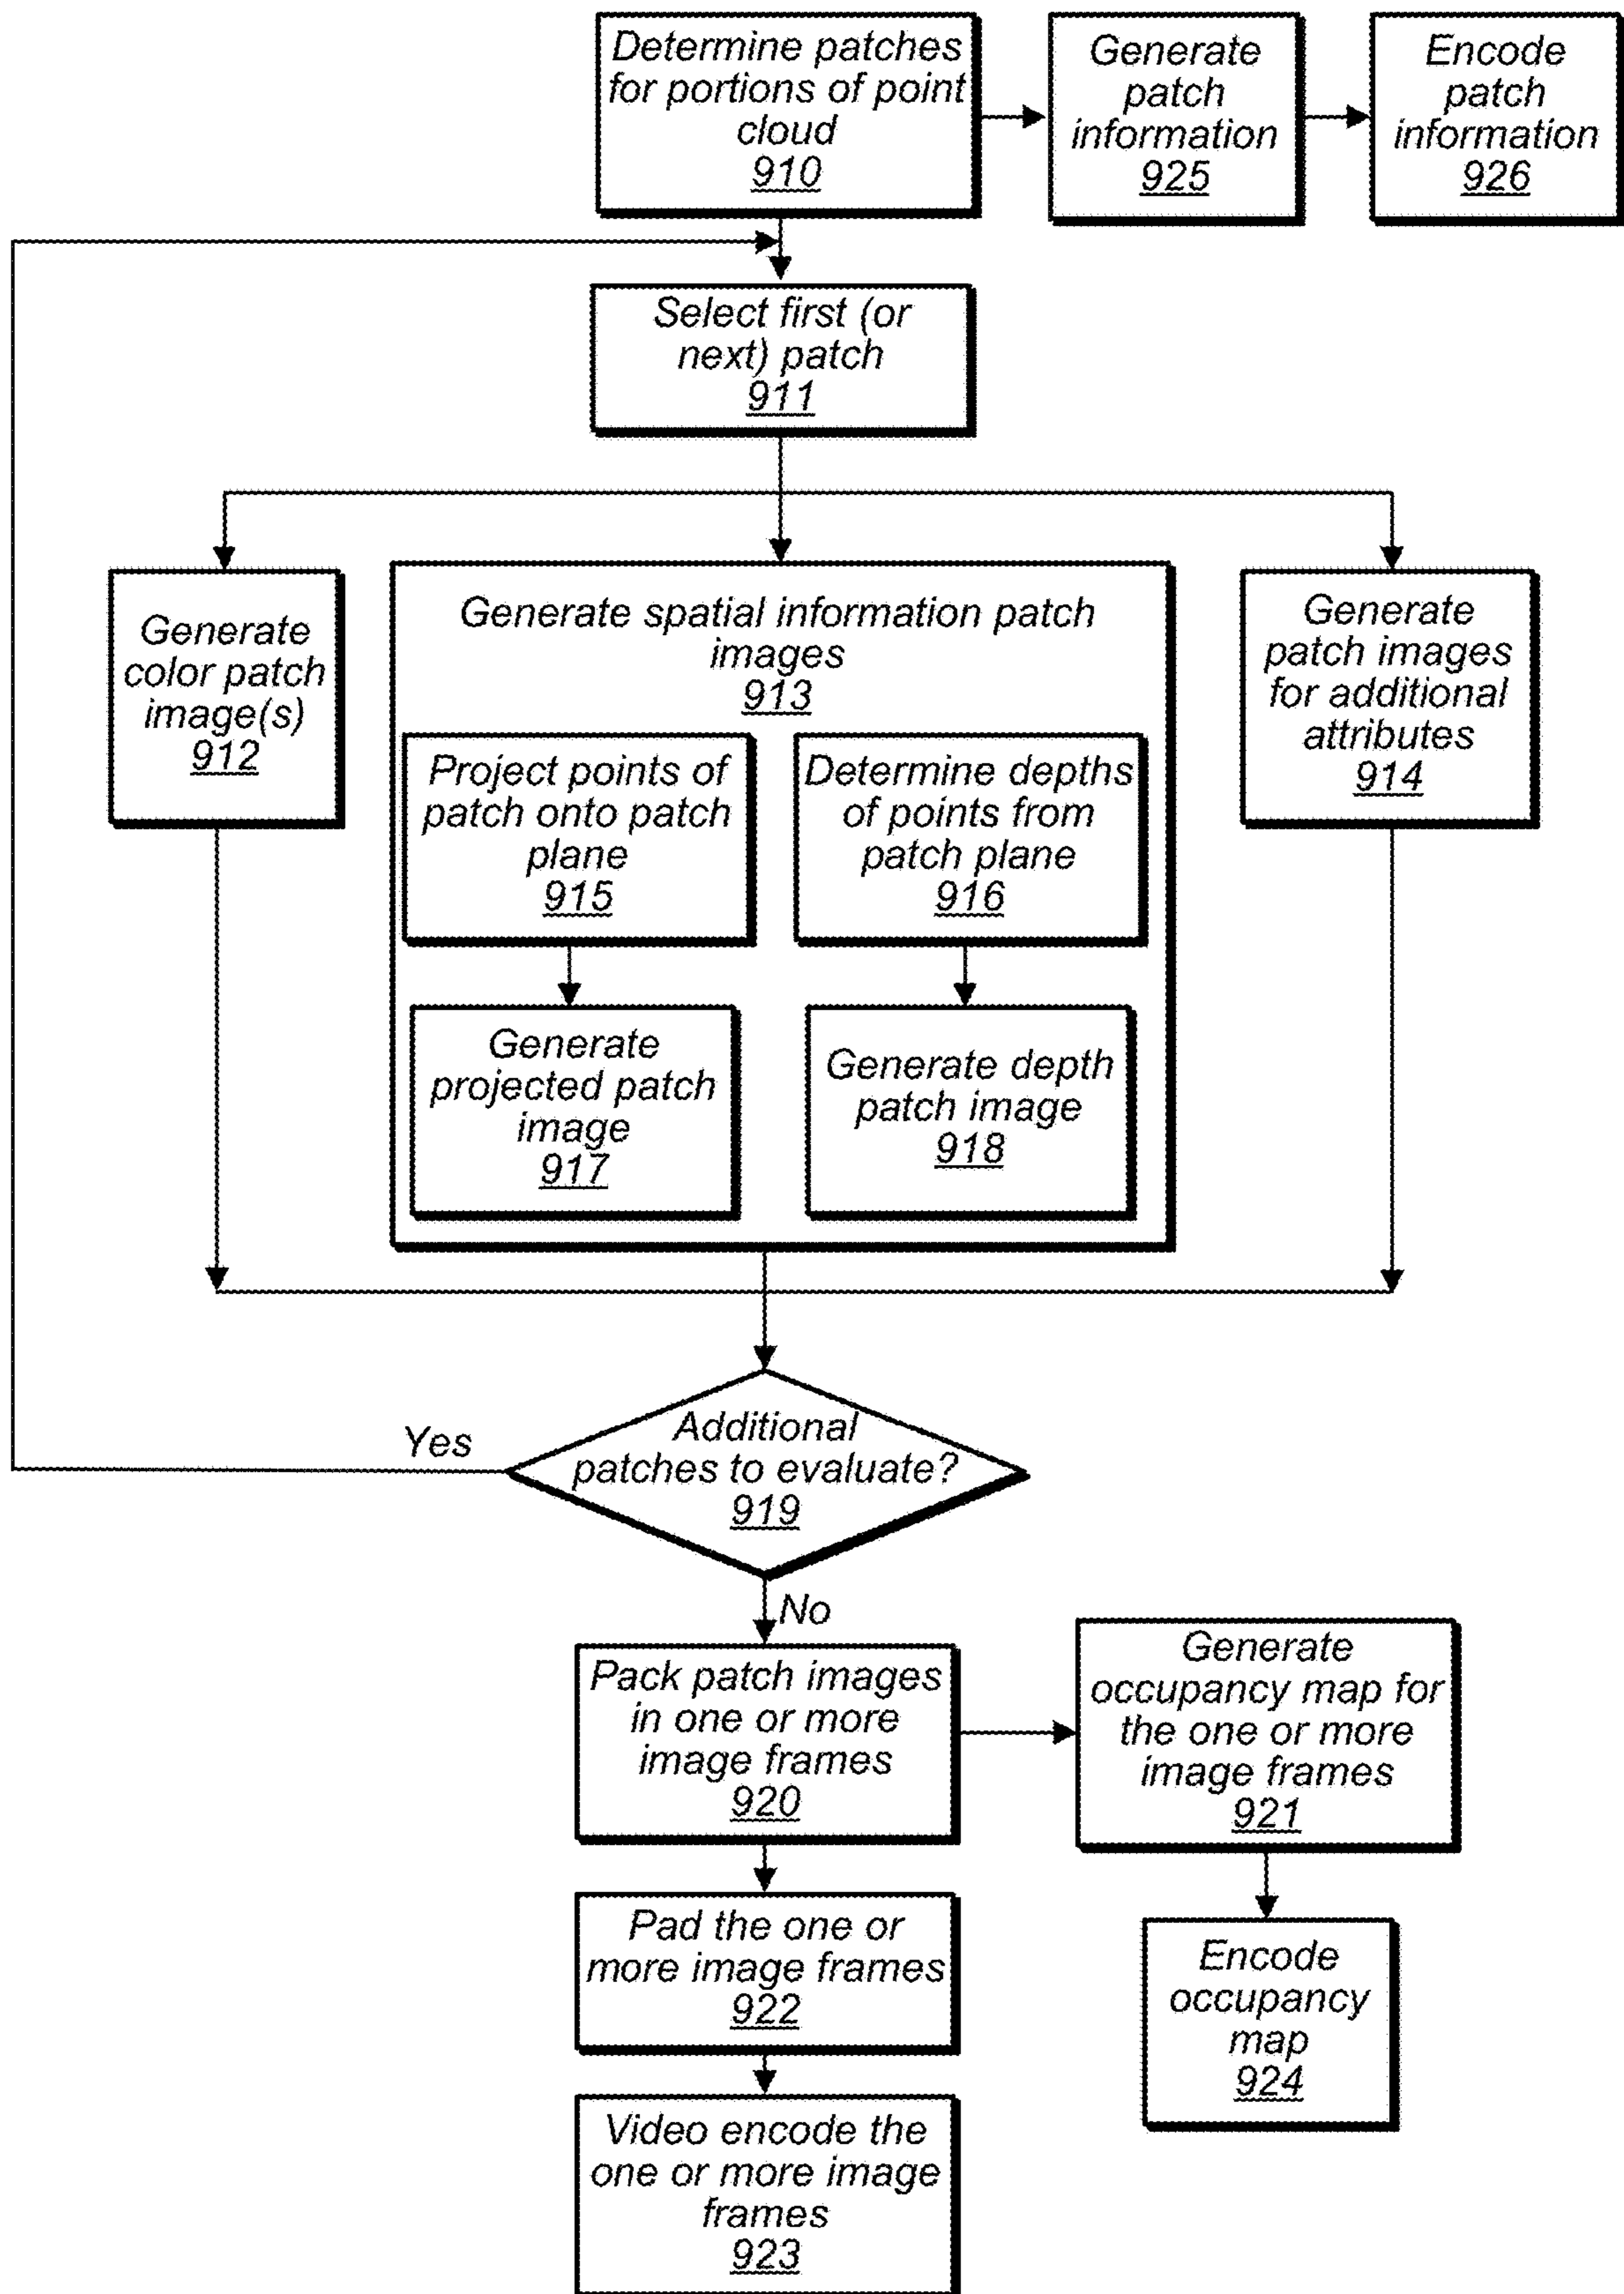 Determine patches
for portions of point
cloud
910
Generate
patch
information
925
Encode
patch
information
926
Select first (or
next) patch
911
Generate
color patch
image(s)
912
Generate spatial information patch
images
913
Project points of
patch onto patch
plane
915
Determine depths
of points from
patch plane
916
Generate
projected patch
image
917
Generate depth
patch image
918
Generate
patch images
for additional
attributes
914
Additional
patches to evaluate?
919
Yes
No
Pack patch images
in one or more
image frames
920
Generate
occupancy map for
the one or more
image frames
921
Pad the one or
more image frames
922
Encode
occupancy
map
924
Video encode the
one or more image
frames
923